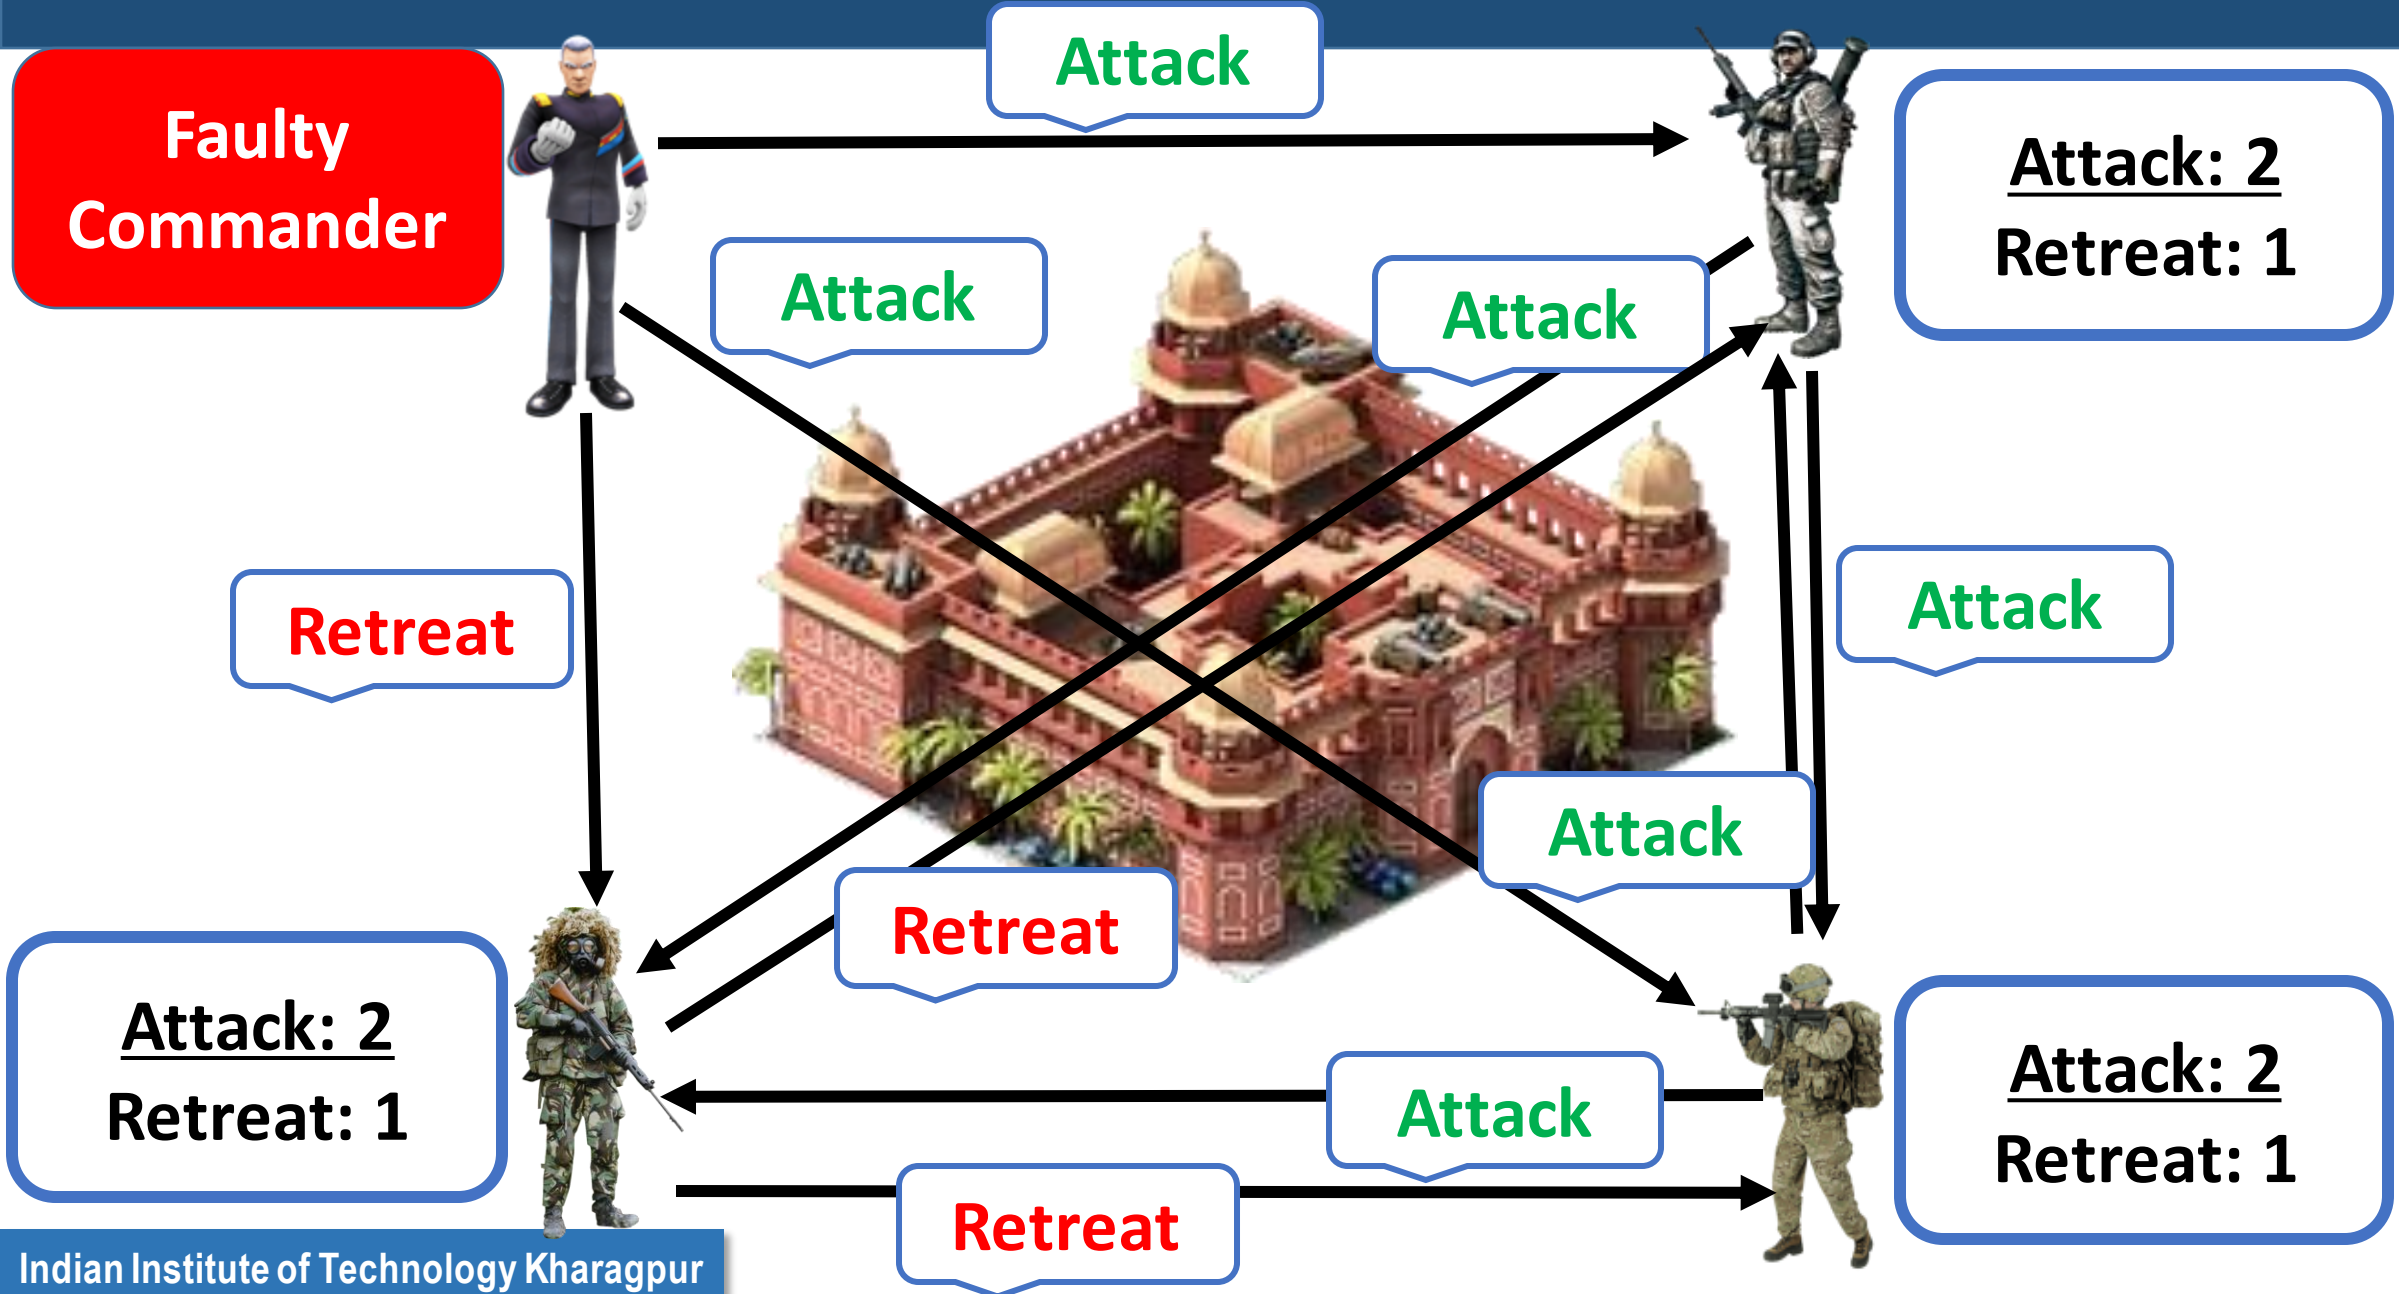 Attack
Faulty
Commander
Attack: 2
Retreat: 1
Attack
Attack
Retreat
Attack
Attack
Retreat
Attack: 2
Retreat: 1
Attack
Attack: 2
Retreat: 1
Retreat
Indian Institute of Technology Kharagpur